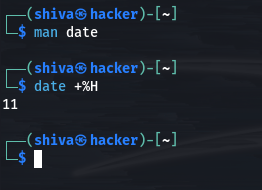 ┌──(shiva㉿hacker)-[~]
└─$ man date
┌──(shiva㉿hacker)-[~]
└─$ date +%H
11
┌──(shiva㉿hacker)-[~]
└─$